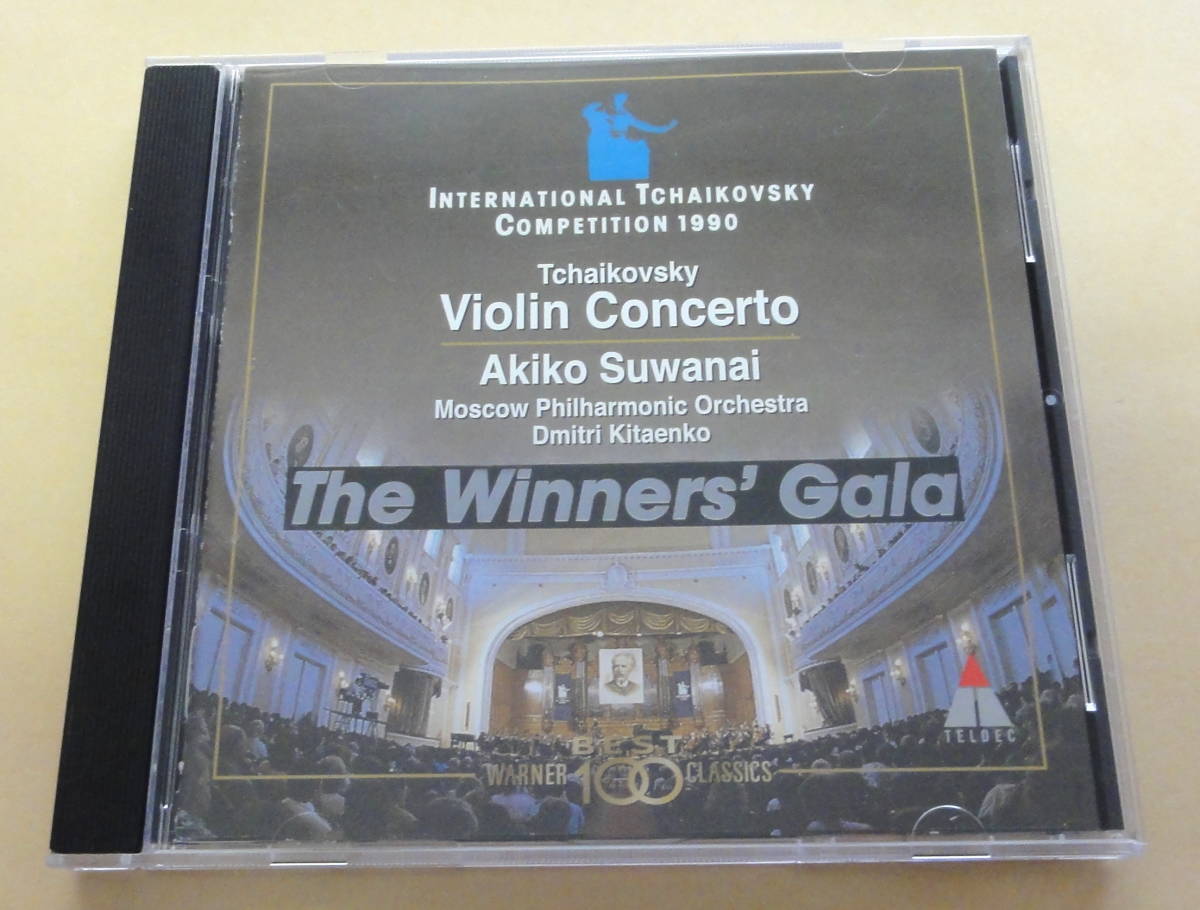 INTERNATIONAL TCHAIKOVSKY
COMPETITION 1990
Tchaikovsky
Violin Concerto
Akiko Suwanai
Moscow Philharmonic Orchestra
Dmitri Kitaenko
The Winners' Gala
TELDEC
BEST
WARNER 100 CLASSICS